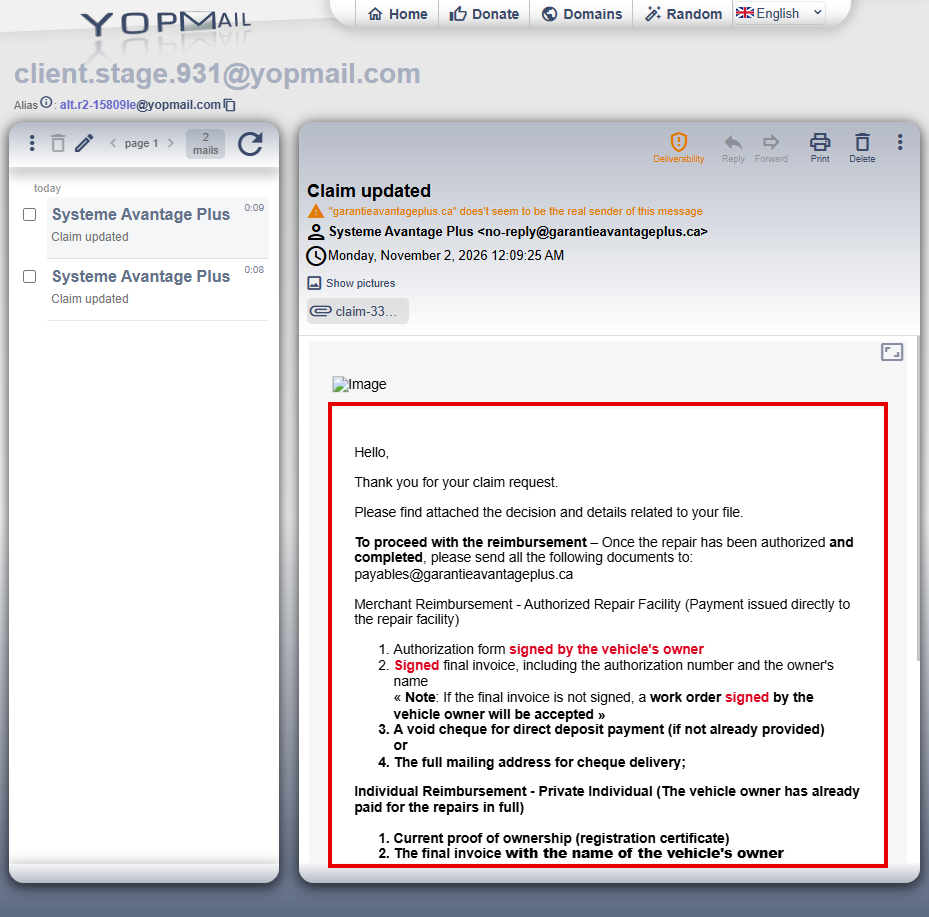 YOPMAIL
Home
Donate
Domains
Random
English
client.stage.931@yopmail.com
Alias : alt.r2-15809le@yopmail.com
page 1
2
mails
today
Systeme Avantage Plus 0:09
Claim updated
Systeme Avantage Plus 0:08
Claim updated
Deliverability
Reply
Forward
Print
Delete
Claim updated
"garantieavantageplus.ca" does't seem to be the real sender of this message
Systeme Avantage Plus <no-reply@garantieavantageplus.ca>
Monday, November 2, 2026 12:09:25 AM
Show pictures
claim-33...
Image
Hello,
Thank you for your claim request.
Please find attached the decision and details related to your file.
To proceed with the reimbursement – Once the repair has been authorized and
completed, please send all the following documents to:
payables@garantieavantageplus.ca
Merchant Reimbursement - Authorized Repair Facility (Payment issued directly to
the repair facility)
1. Authorization form signed by the vehicle's owner
2. Signed final invoice, including the authorization number and the owner's
name
« Note: If the final invoice is not signed, a work order signed by the
vehicle owner will be accepted »
3. A void cheque for direct deposit payment (if not already provided)
or
4. The full mailing address for cheque delivery;
Individual Reimbursement - Private Individual (The vehicle owner has already
paid for the repairs in full)
1. Current proof of ownership (registration certificate)
2. The final invoice with the name of the vehicle's owner